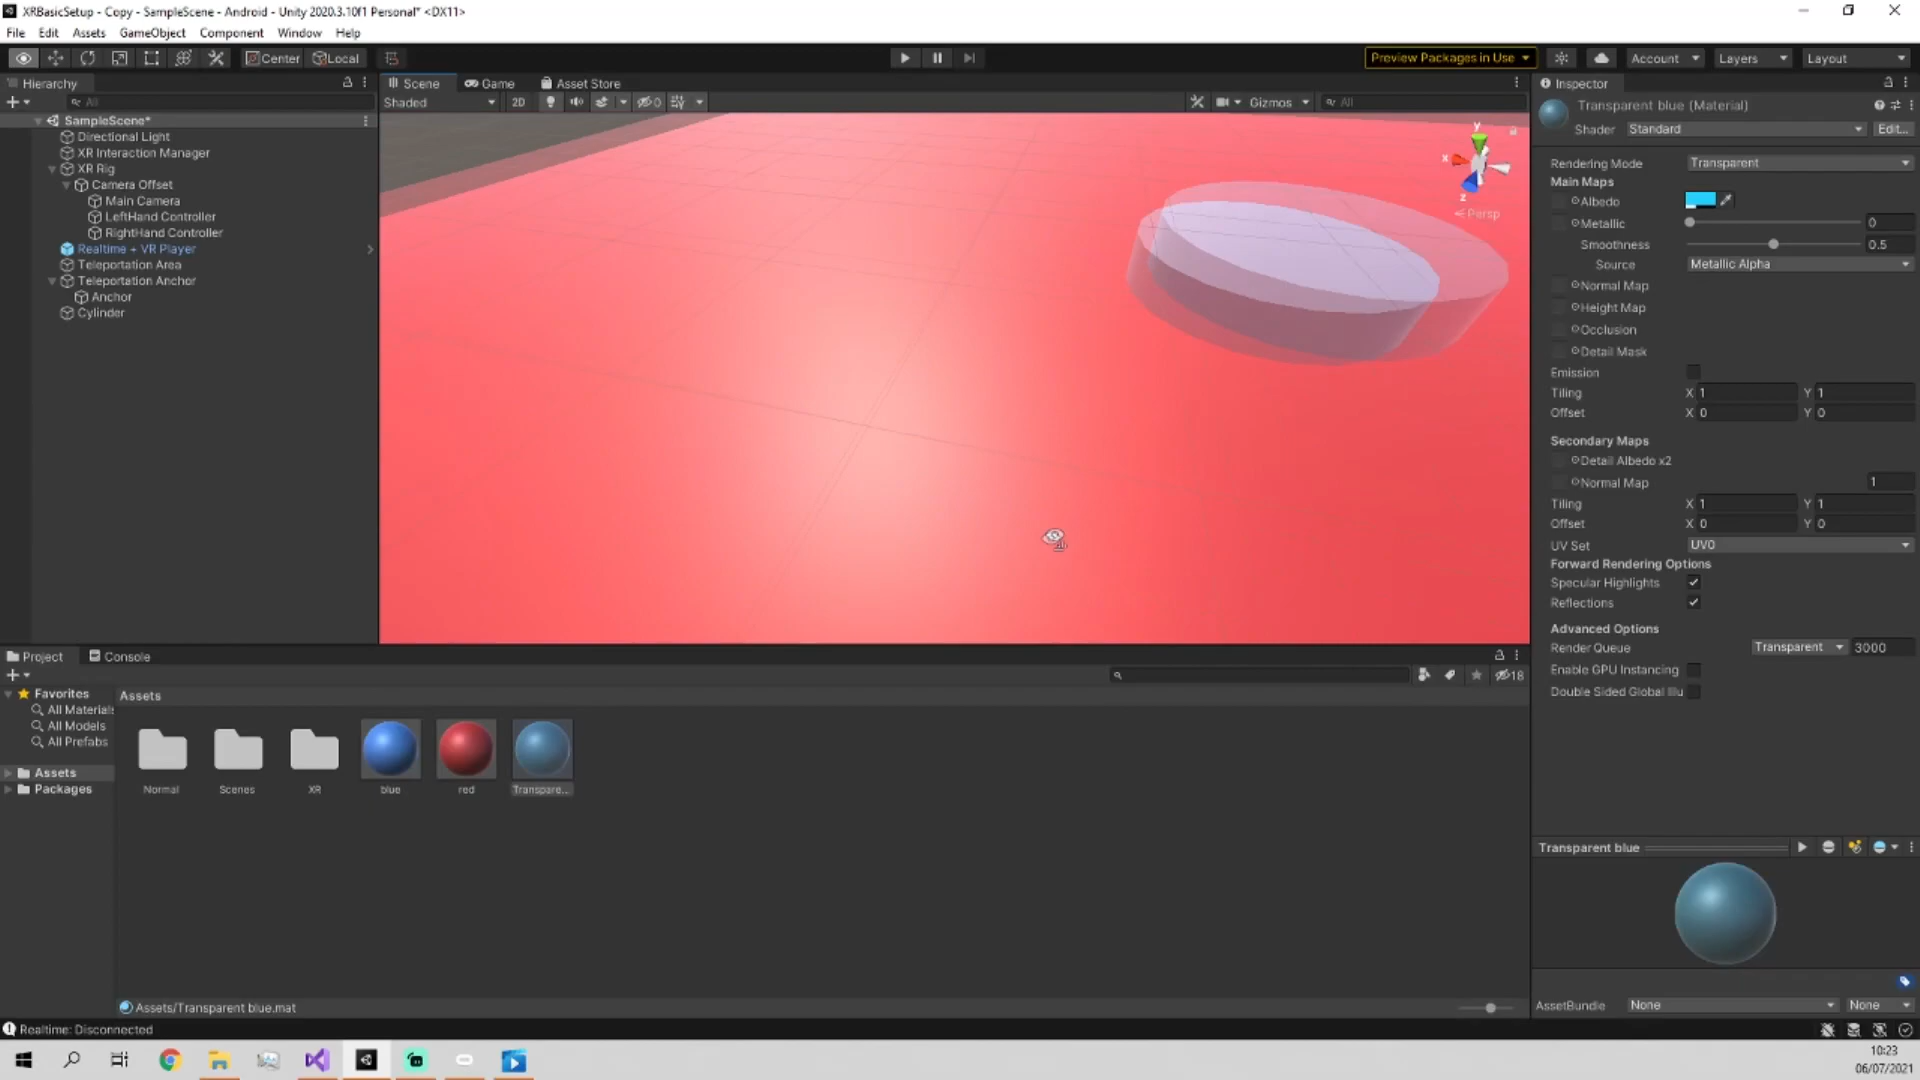 XRBasicSetup - Copy - SampleScene - Android - Unity 2020.3.10f1 Personal* <DX11>
File Edit Assets GameObject Component Window Help
Center Local Preview Packages in Use Account Layers Layout
Hierarchy
All
SampleScene*
Directional Light
XR Interaction Manager
XR Rig
Camera Offset
Main Camera
LeftHand Controller
RightHand Controller
Realtime + VR Player
Teleportation Area
Teleportation Anchor
Anchor
Cylinder
Scene Game Asset Store
Shaded 2D 0 Gizmos All
y
x
z
Persp
Inspector
Transparent blue (Material)
Shader Standard Edit...
Rendering Mode Transparent
Main Maps
Albedo
Metallic 0
Smoothness 0.5
Source Metallic Alpha
Normal Map
Height Map
Occlusion
Detail Mask
Emission
Tiling X 1 Y 1
Offset X 0 Y 0
Secondary Maps
Detail Albedo x2
Normal Map 1
Tiling X 1 Y 1
Offset X 0 Y 0
UV Set UV0
Forward Rendering Options
Specular Highlights
Reflections
Advanced Options
Render Queue Transparent 3000
Enable GPU Instancing
Double Sided Global Illu
Project Console
18
Favorites
All Materials
All Models
All Prefabs
Assets
Packages
Assets
Normal Scenes XR blue red Transpare...
Assets/Transparent blue.mat
Transparent blue
AssetBundle None None
Realtime: Disconnected
10:23
06/07/2021